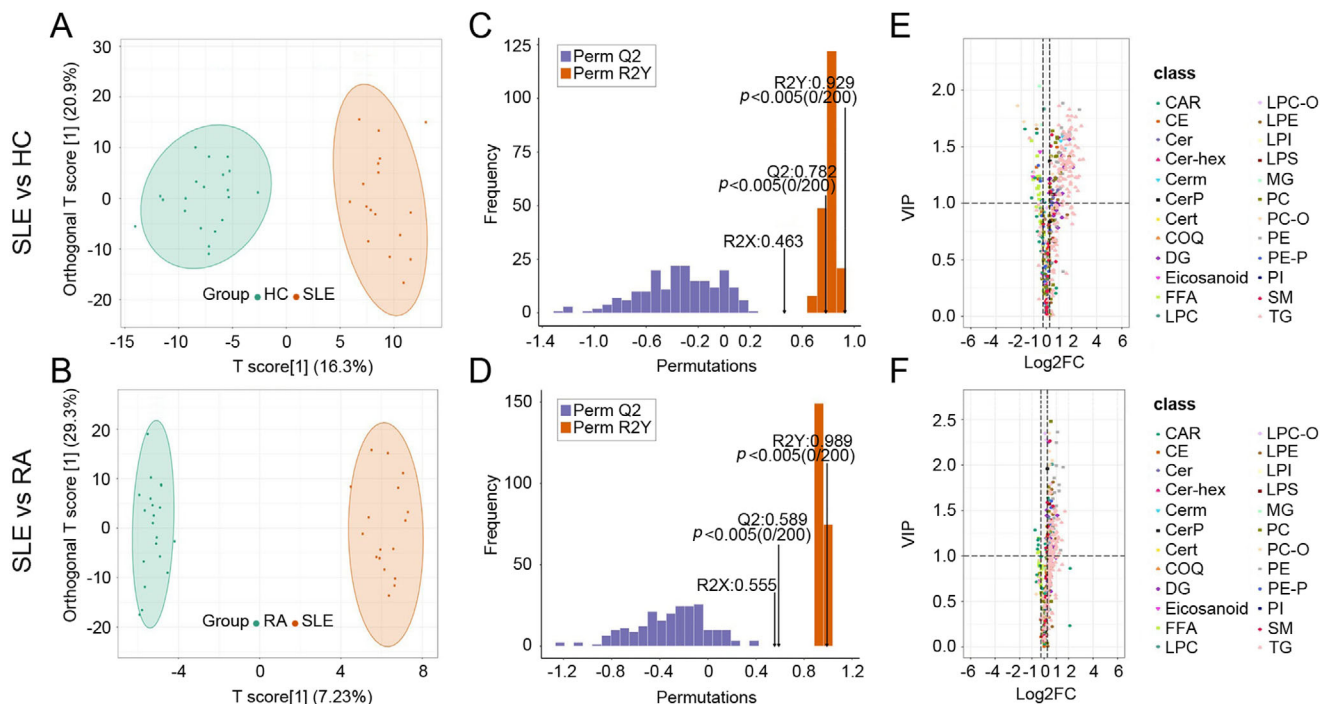 SLE vs HC
A
30
20
10
0
-10
-20
Orthogonal T score [1] (20.9%)
Group HC SLE
-15 -10 -5 0 5 10
T score[1] (16.3%)
C
125
100
75
50
25
0
Frequency
Perm Q2
Perm R2Y
R2Y:0.929
p<0.005(0/200)
Q2:0.782
p<0.005(0/200)
R2X:0.463
-1.4 -1.0 -0.6 -0.2 0.2 0.6 1.0
Permutations
E
2.0
1.5
1.0
0.5
0.0
VIP
-6 -4 -2 -1 0 1 2 4 6
Log2FC
class
CAR LPC-O
CE LPE
Cer LPI
Cer-hex LPS
Cerm MG
CerP PC
Cert PC-O
COQ PE
DG PE-P
Eicosanoid PI
FFA SM
LPC TG
SLE vs RA
B
20
10
0
-10
-20
Orthogonal T score [1] (29.3%)
Group RA SLE
-4 0 4 8
T score[1] (7.23%)
D
150
100
50
0
Frequency
Perm Q2
Perm R2Y
R2Y:0.989
p<0.005(0/200)
Q2:0.589
p<0.005(0/200)
R2X:0.555
-1.2 -0.8 -0.4 0 0.4 0.8 1.2
Permutations
F
2.5
2.0
1.5
1.0
0.5
0.0
VIP
-6 -4 -2 -1 0 1 2 4 6
Log2FC
class
CAR LPC-O
CE LPE
Cer LPI
Cer-hex LPS
Cerm MG
CerP PC
Cert PC-O
COQ PE
DG PE-P
Eicosanoid PI
FFA SM
LPC TG